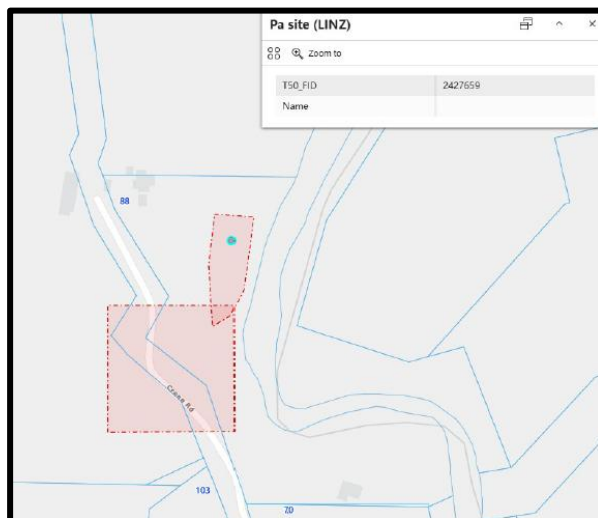 Pa site (LINZ)
Zoom to
T50_FID 2427659
Name
88
Crane Rd
103
70